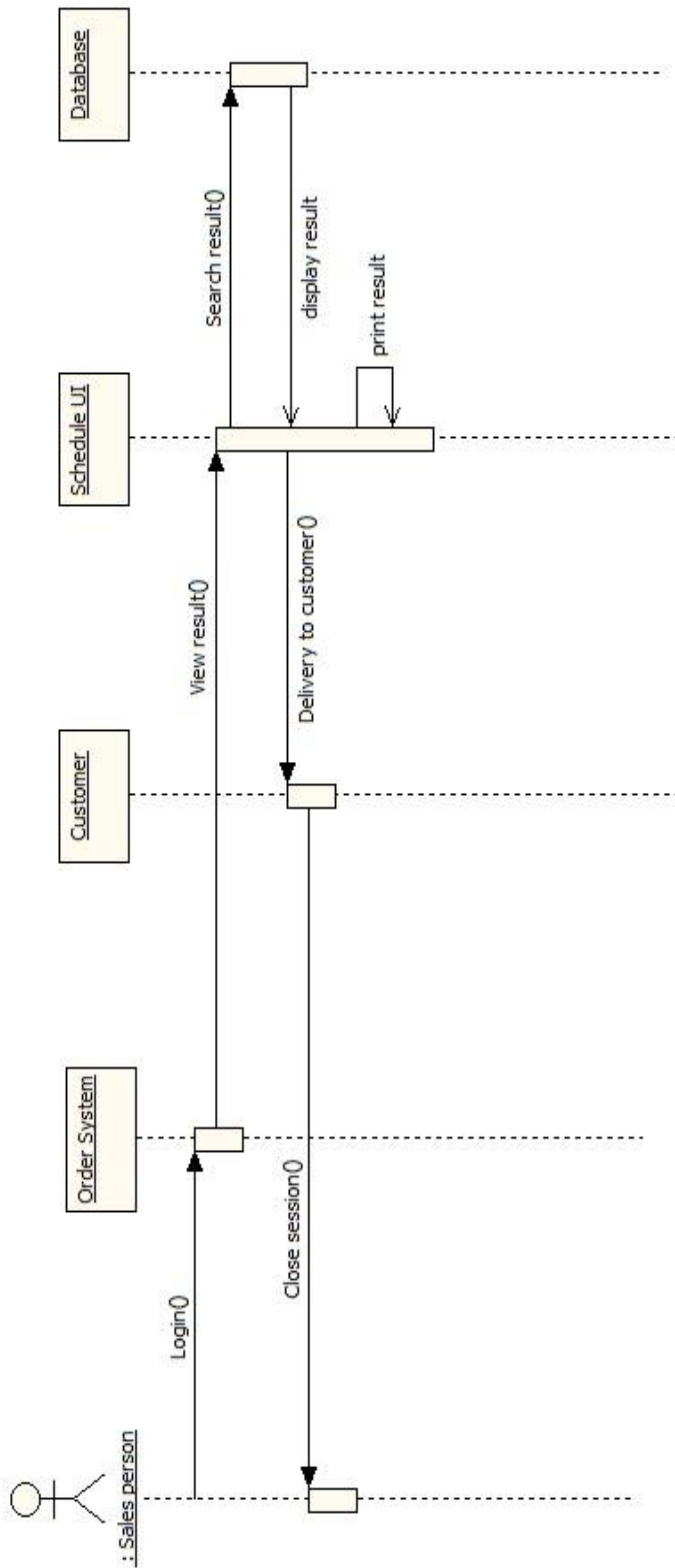 : Sales person
Order System
Customer
Schedule UI
Database
Login()
View result()
Search result()
Delivery to customer()
display result
Close session()
print result